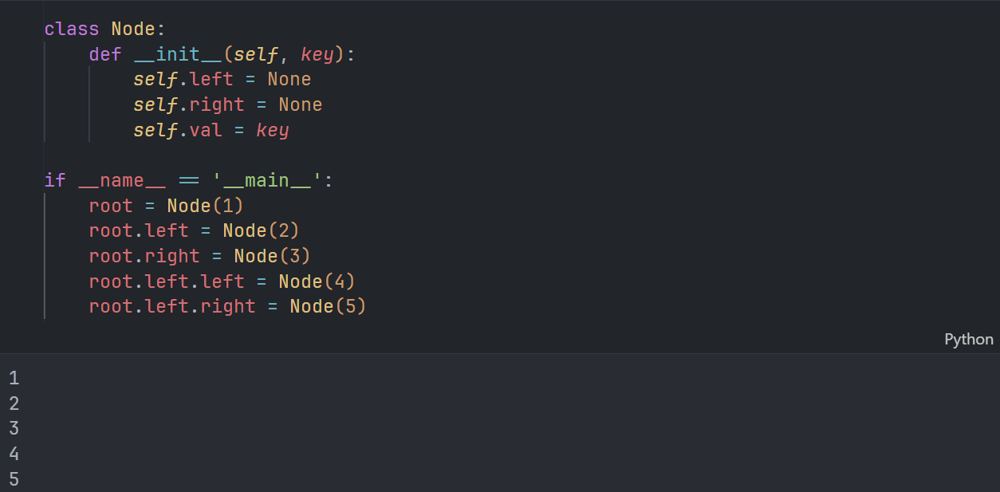 class Node:
    def __init__(self, key):
        self.left = None
        self.right = None
        self.val = key

if __name__ == '__main__':
    root = Node(1)
    root.left = Node(2)
    root.right = Node(3)
    root.left.left = Node(4)
    root.left.right = Node(5)
Python
1
2
3
4
5